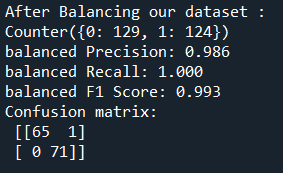 After Balancing our dataset :
Counter({0: 129, 1: 124})
balanced Precision: 0.986
balanced Recall: 1.000
balanced F1 Score: 0.993
Confusion matrix:
 [[65  1]
 [ 0 71]]